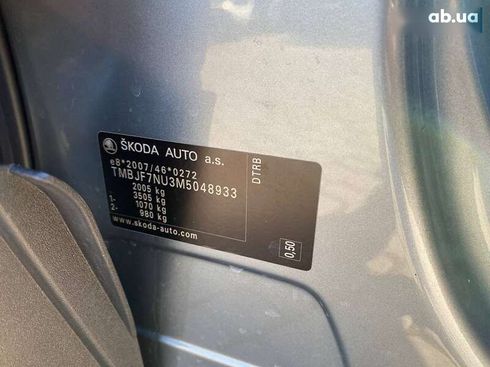 ab.ua
ŠKODA AUTO a.s.
e8*2007/46*0272
TMBJF7NU3M5048933
2005 kg
1- 3505 kg
2- 1070 kg
980 kg
www.skoda-auto.com
DTRB
0,50